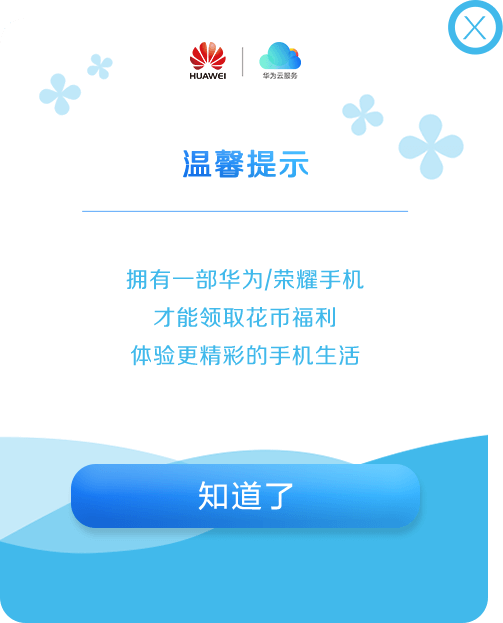 HUAWEI
华为云服务
温馨提示
拥有一部华为/荣耀手机
才能领取花币福利
体验更精彩的手机生活
知道了